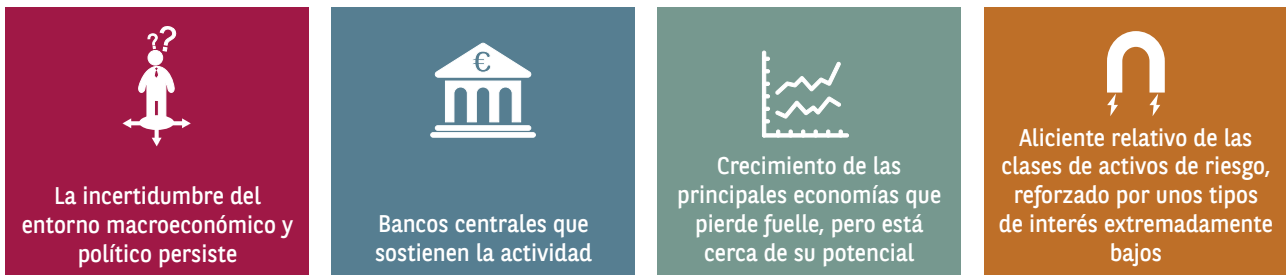 ??
€
La incertidumbre del
entorno macroeconómico y
político persiste
Bancos centrales que
sostienen la actividad
Crecimiento de las
principales economías que
pierde fuelle, pero está
cerca de su potencial
Aliciente relativo de las
clases de activos de riesgo,
reforzado por unos tipos
de interés extremadamente
bajos